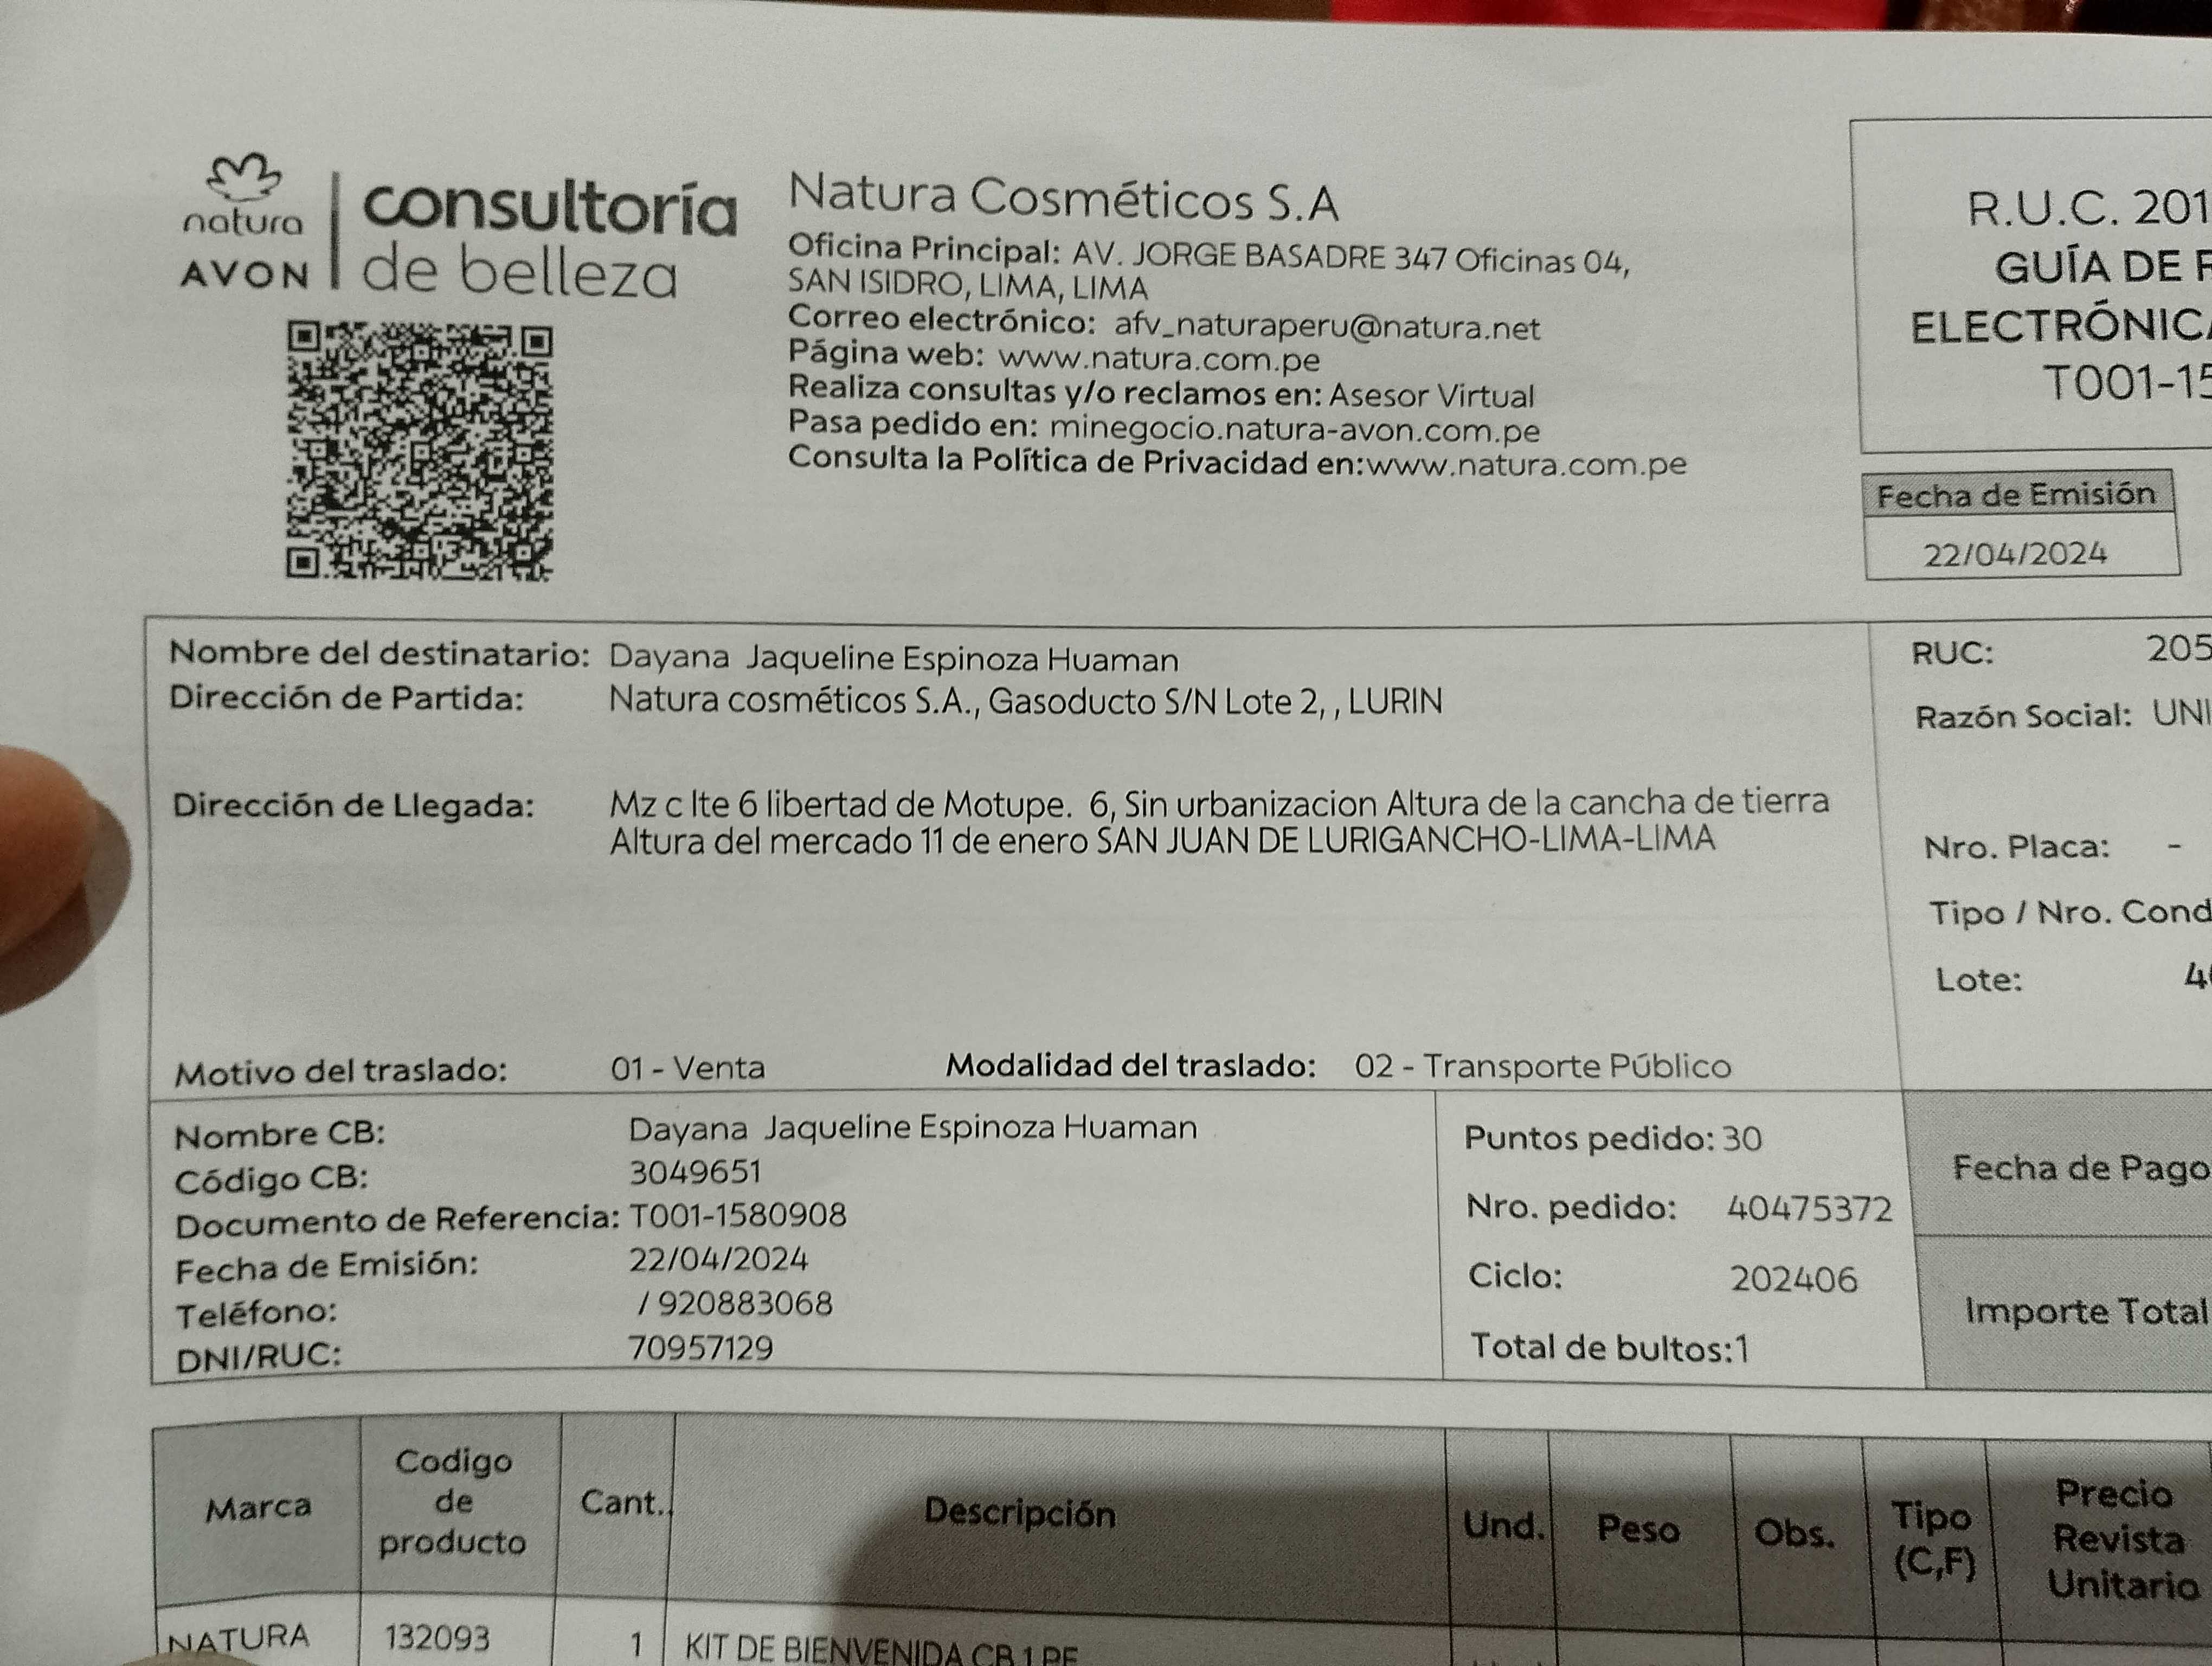 natura
AVON
consultoría
de belleza
Natura Cosméticos S.A
Oficina Principal: AV. JORGE BASADRE 347 Oficinas 04,
SAN ISIDRO, LIMA, LIMA
Correo electrónico: afv_naturaperu@natura.net
Página web: www.natura.com.pe
Realiza consultas y/o reclamos en: Asesor Virtual
Pasa pedido en: minegocio.natura-avon.com.pe
Consulta la Política de Privacidad en:www.natura.com.pe
R.U.C. 201
GUÍA DE
ELECTRÓNICA
T001-15
Fecha de Emisión
22/04/2024
Nombre del destinatario: Dayana Jaqueline Espinoza Huaman
Dirección de Partida: Natura cosméticos S.A., Gasoducto S/N Lote 2, , LURIN
Dirección de Llegada: Mz c lte 6 libertad de Motupe. 6, Sin urbanizacion Altura de la cancha de tierra
Altura del mercado 11 de enero SAN JUAN DE LURIGANCHO-LIMA-LIMA
Motivo del traslado: 01 - Venta Modalidad del traslado: 02 - Transporte Público
RUC: 205
Razón Social: UNI
Nro. Placa: -
Tipo / Nro. Cond
Lote: 4
Nombre CB: Dayana Jaqueline Espinoza Huaman
Código CB: 3049651
Documento de Referencia: T001-1580908
Fecha de Emisión: 22/04/2024
Teléfono: / 920883068
DNI/RUC: 70957129
Puntos pedido: 30
Nro. pedido: 40475372
Ciclo: 202406
Total de bultos:1
Fecha de Pago
Importe Total
Marca
Codigo
de
producto
Cant.
Descripción
Und.
Peso
Obs.
Tipo
(C,F)
Precio
Revista
Unitario
NATURA 132093 1 KIT DE BIENVENIDA CB 1 PE